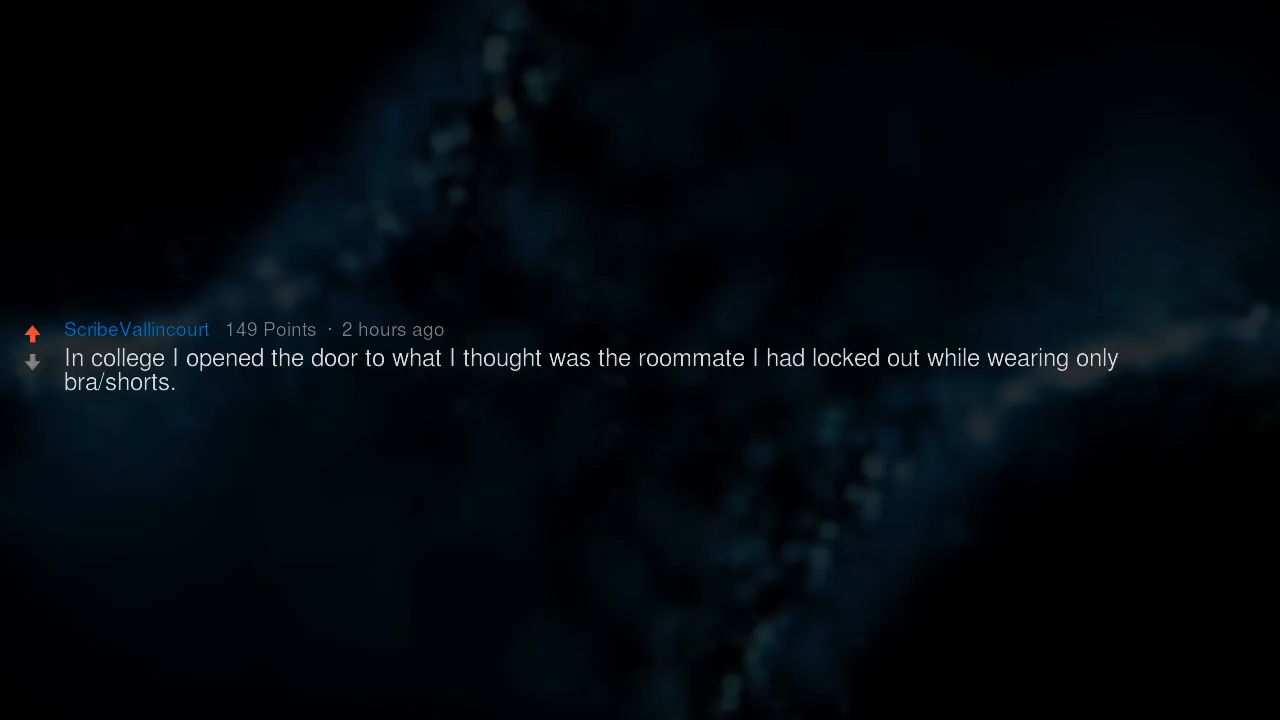 ScribeVallincourt 149 Points · 2 hours ago
In college I opened the door to what I thought was the roommate I had locked out while wearing only
bra/shorts.